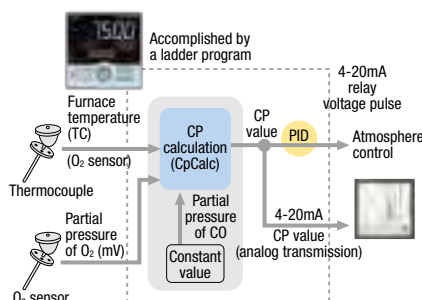 7500
Accomplished by
a ladder program
4-20mA
relay
voltage pulse
Furnace
temperature
(TC)
(O₂ sensor)
Thermocouple
CP
calculation
(CpCalc)
CP
value
PID
Atmosphere
control
Partial
pressure
of CO
4-20mA
CP value
(analog transmission)
Partial
pressure
of O₂ (mV)
Constant
value
O₂ sensor